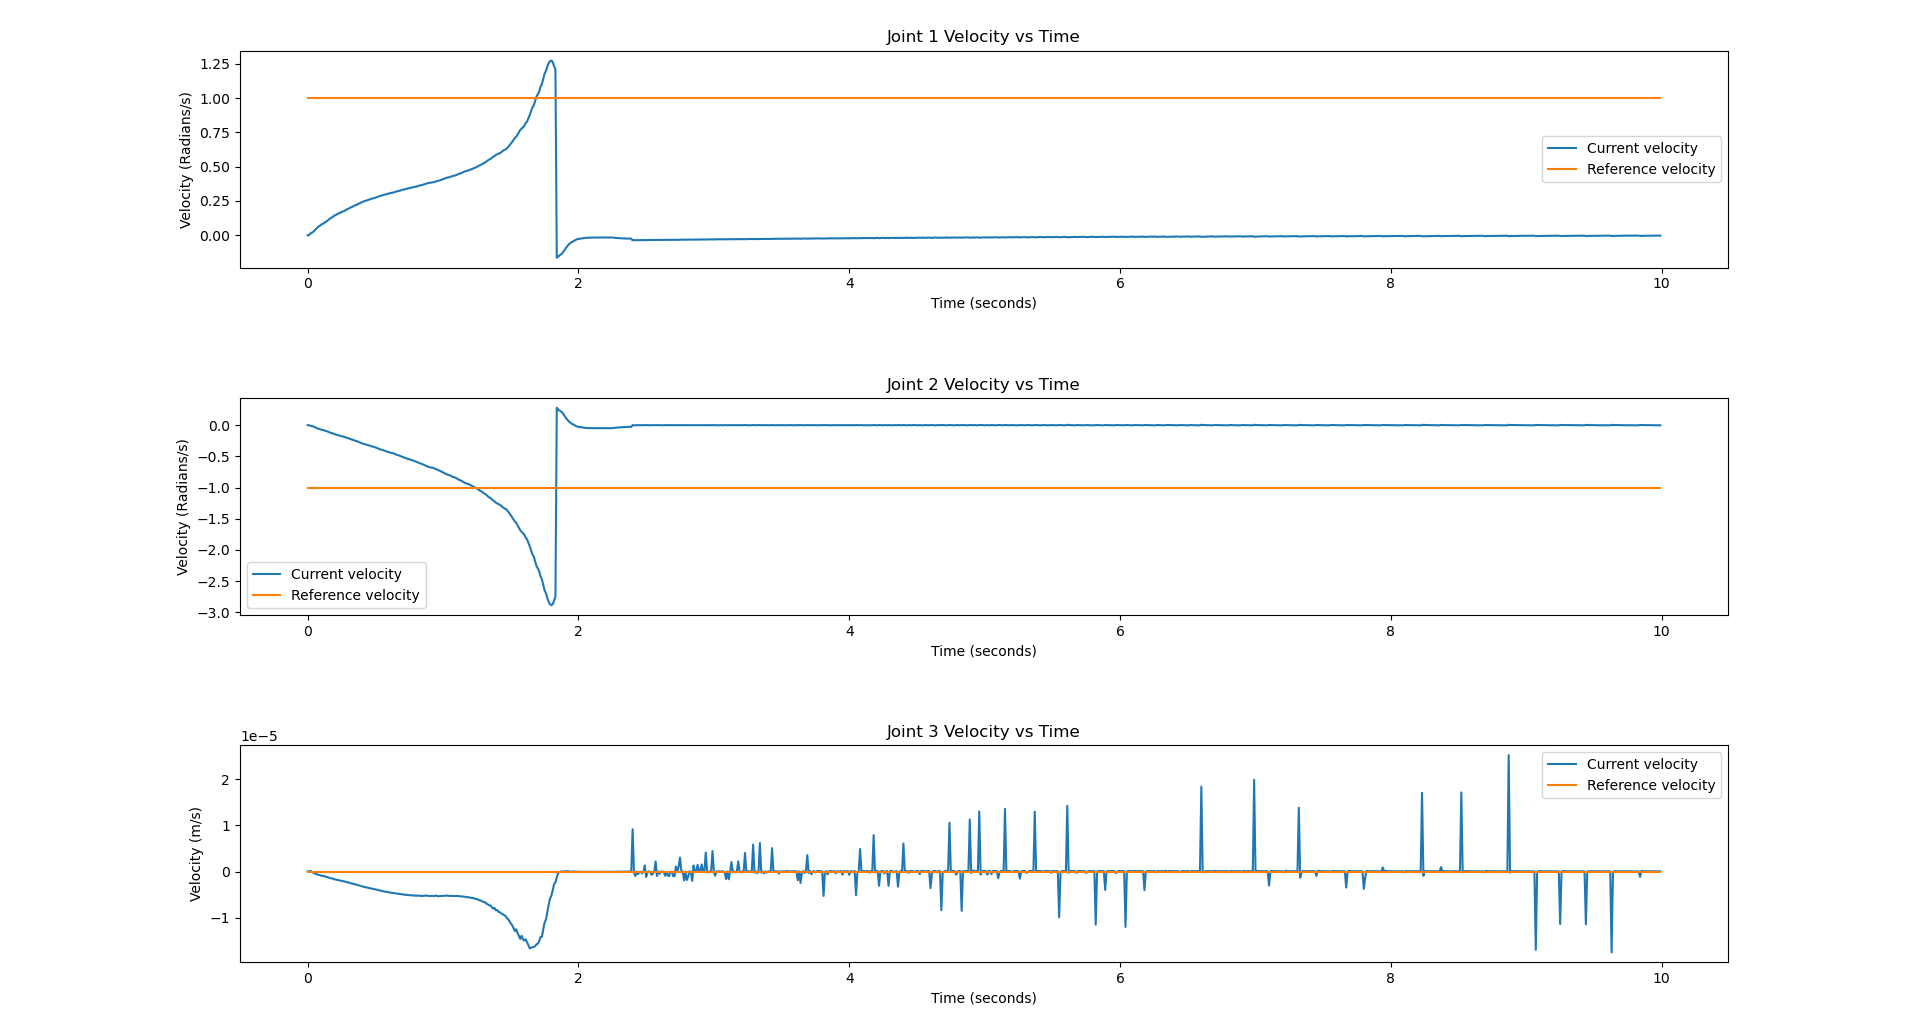 Joint 1 Velocity vs Time
1.25
1.00
0.75
0.50
0.25
0.00
Velocity (Radians/s)
Current velocity
Reference velocity
0 2 4 6 8 10
Time (seconds)
Joint 2 Velocity vs Time
0.0
−0.5
−1.0
−1.5
−2.0
−2.5
−3.0
Velocity (Radians/s)
Current velocity
Reference velocity
0 2 4 6 8 10
Time (seconds)
Joint 3 Velocity vs Time
1e−5
2
1
0
−1
Velocity (m/s)
Current velocity
Reference velocity
0 2 4 6 8 10
Time (seconds)